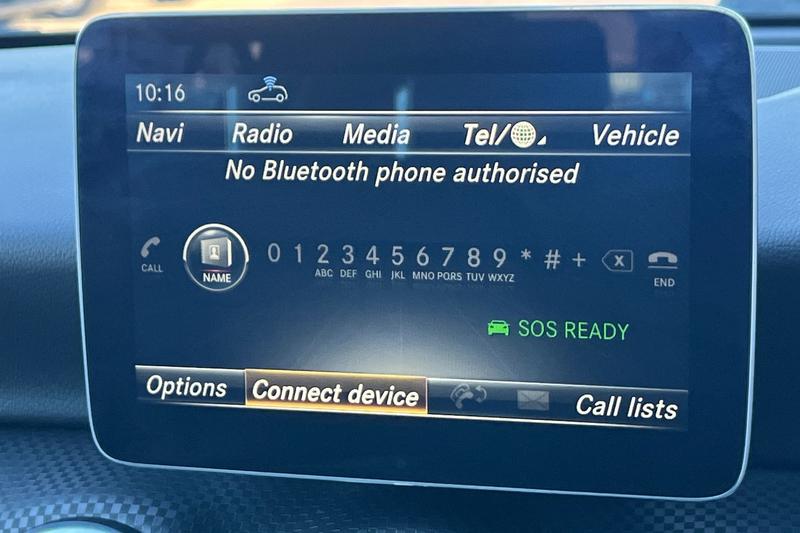 10:16
Navi Radio Media Tel/ Vehicle
No Bluetooth phone authorised
CALL NAME 0 1 2 3 4 5 6 7 8 9 * # + X END
ABC DEF GHI JKL MNO PQRS TUV WXYZ
SOS READY
Options Connect device Call lists